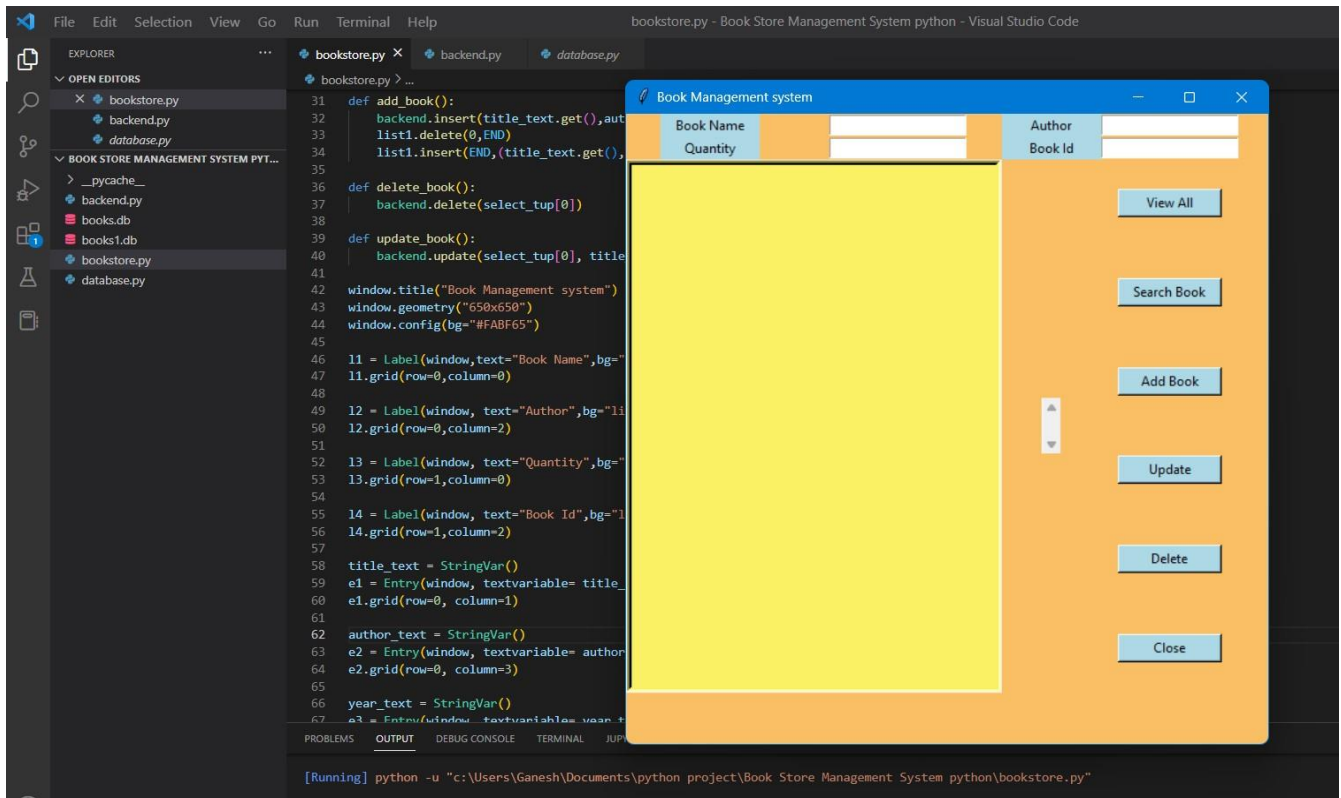 File Edit Selection View Go Run Terminal Help bookstore.py - Book Store Management System python - Visual Studio Code
EXPLORER ...
OPEN EDITORS
bookstore.py
backend.py
database.py
BOOK STORE MANAGEMENT SYSTEM PYT...
__pycache__
backend.py
books.db
books1.db
bookstore.py
database.py
1
bookstore.py backend.py database.py
bookstore.py > ...
31 def add_book():
32 backend.insert(title_text.get(),aut
33 list1.delete(0,END)
34 list1.insert(END,(title_text.get(),
35
36 def delete_book():
37 backend.delete(select_tup[0])
38
39 def update_book():
40 backend.update(select_tup[0], title
41
42 window.title("Book Management system")
43 window.geometry("650x650")
44 window.config(bg="#FABF65")
45
46 l1 = Label(window,text="Book Name",bg="
47 l1.grid(row=0,column=0)
48
49 l2 = Label(window, text="Author",bg="li
50 l2.grid(row=0,column=2)
51
52 l3 = Label(window, text="Quantity",bg="
53 l3.grid(row=1,column=0)
54
55 l4 = Label(window, text="Book Id",bg="l
56 l4.grid(row=1,column=2)
57
58 title_text = StringVar()
59 e1 = Entry(window, textvariable= title_
60 e1.grid(row=0, column=1)
61
62 author_text = StringVar()
63 e2 = Entry(window, textvariable= author
64 e2.grid(row=0, column=3)
65
66 year_text = StringVar()
67 e3 = Entry(window, textvariable= year_t
Book Management system
Book Name Author
Quantity Book Id
View All
Search Book
Add Book
Update
Delete
Close
PROBLEMS OUTPUT DEBUG CONSOLE TERMINAL JUP
[Running] python -u "c:\Users\Ganesh\Documents\python project\Book Store Management System python\bookstore.py"